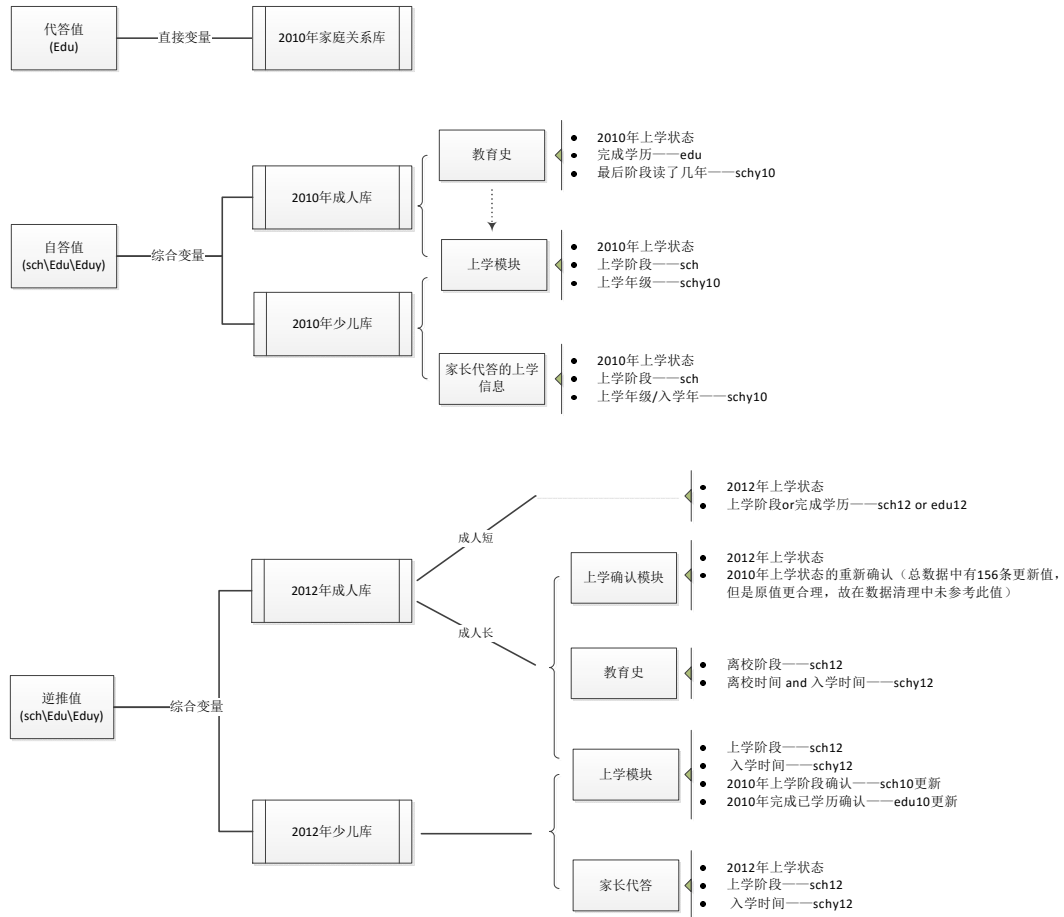 代答值
(Edu)
直接变量
2010年家庭关系库
自答值
(sch\Edu\Eduy)
综合变量
2010年成人库
2010年少儿库
教育史
● 2010年上学状态
● 完成学历——edu
● 最后阶段读了几年——schy10
上学模块
● 2010年上学状态
● 上学阶段——sch
● 上学年级——schy10
家长代答的上学
信息
● 2010年上学状态
● 上学阶段——sch
● 上学年级/入学年——schy10
逆推值
(sch\Edu\Eduy)
综合变量
2012年成人库
2012年少儿库
成人短
● 2012年上学状态
● 上学阶段or完成学历——sch12 or edu12
成人长
上学确认模块
● 2012年上学状态
● 2010年上学状态的重新确认（总数据中有156条更新值，
但是原值更合理，故在数据清理中未参考此值）
教育史
● 离校阶段——sch12
● 离校时间 and 入学时间——schy12
上学模块
● 上学阶段——sch12
● 入学时间——schy12
● 2010年上学阶段确认——sch10更新
● 2010年完成已学历确认——edu10更新
家长代答
● 2012年上学状态
● 上学阶段——sch12
● 入学时间——schy12